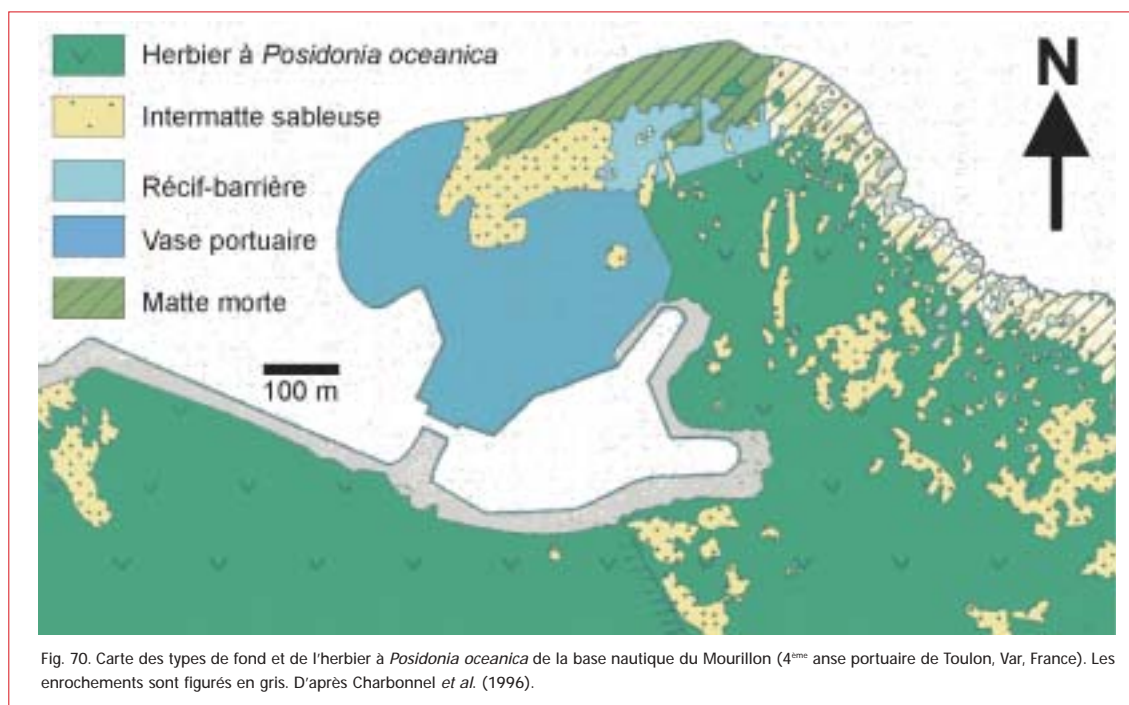 Herbier à Posidonia oceanica
Intermatte sableuse
Récif-barrière
Vase portuaire
Matte morte
N
100 m
Fig. 70. Carte des types de fond et de l'herbier à Posidonia oceanica de la base nautique du Mourillon (4ème anse portuaire de Toulon, Var, France). Les
enrochements sont figurés en gris. D'après Charbonnel et al. (1996).